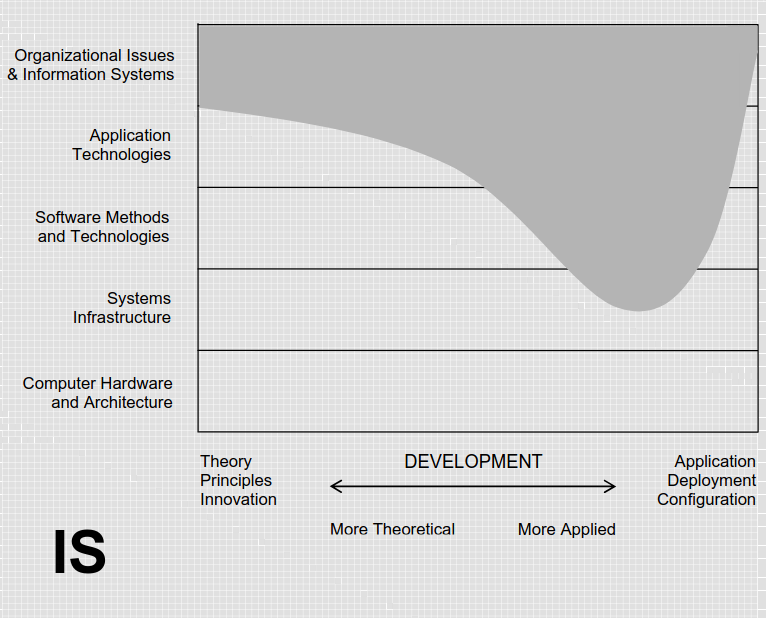 Organizational Issues
& Information Systems
Application
Technologies
Software Methods
and Technologies
Systems
Infrastructure
Computer Hardware
and Architecture
Theory
Principles
Innovation
DEVELOPMENT
Application
Deployment
Configuration
More Theoretical
More Applied
IS